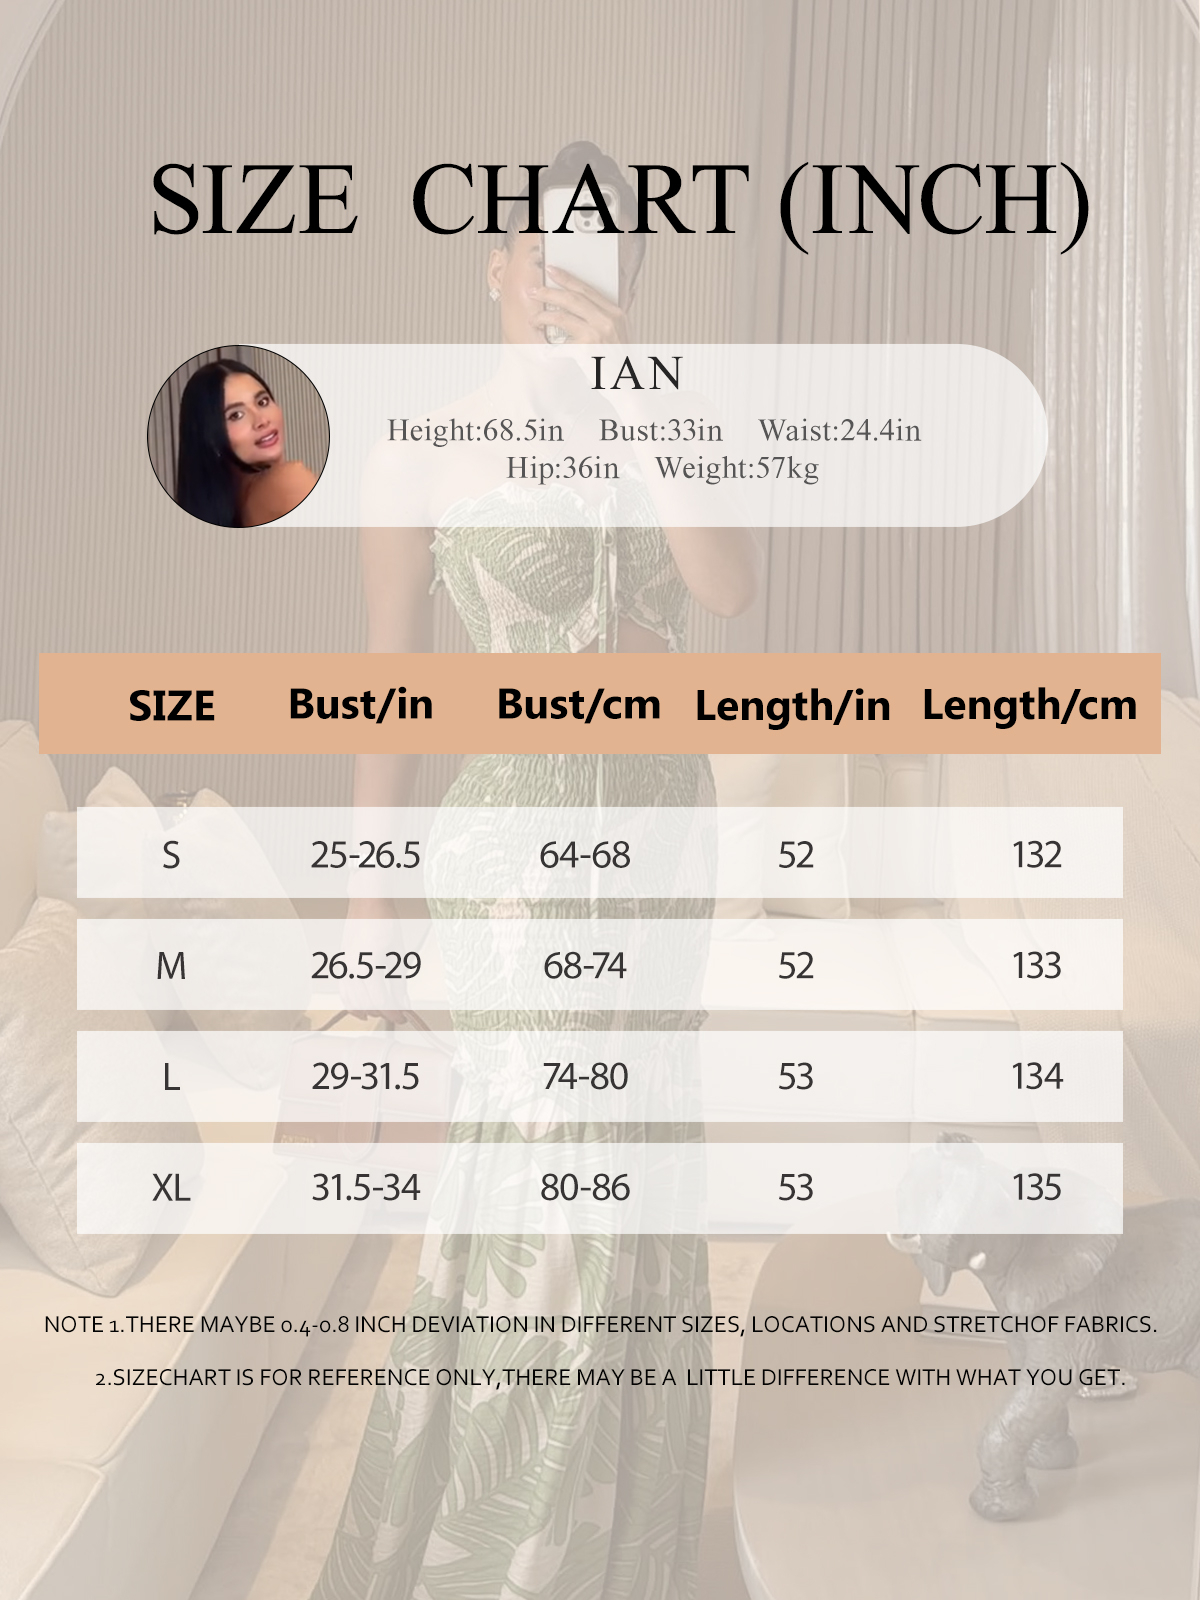 SIZE CHART (INCH)
IAN
Height:68.5in Bust:33in Waist:24.4in
Hip:36in Weight:57kg
SIZE Bust/in Bust/cm Length/in Length/cm
S 25-26.5 64-68 52 132
M 26.5-29 68-74 52 133
L 29-31.5 74-80 53 134
XL 31.5-34 80-86 53 135
NOTE 1.THERE MAYBE 0.4-0.8 INCH DEVIATION IN DIFFERENT SIZES, LOCATIONS AND STRETCHOF FABRICS.
2.SIZECHART IS FOR REFERENCE ONLY,THERE MAY BE A LITTLE DIFFERENCE WITH WHAT YOU GET.